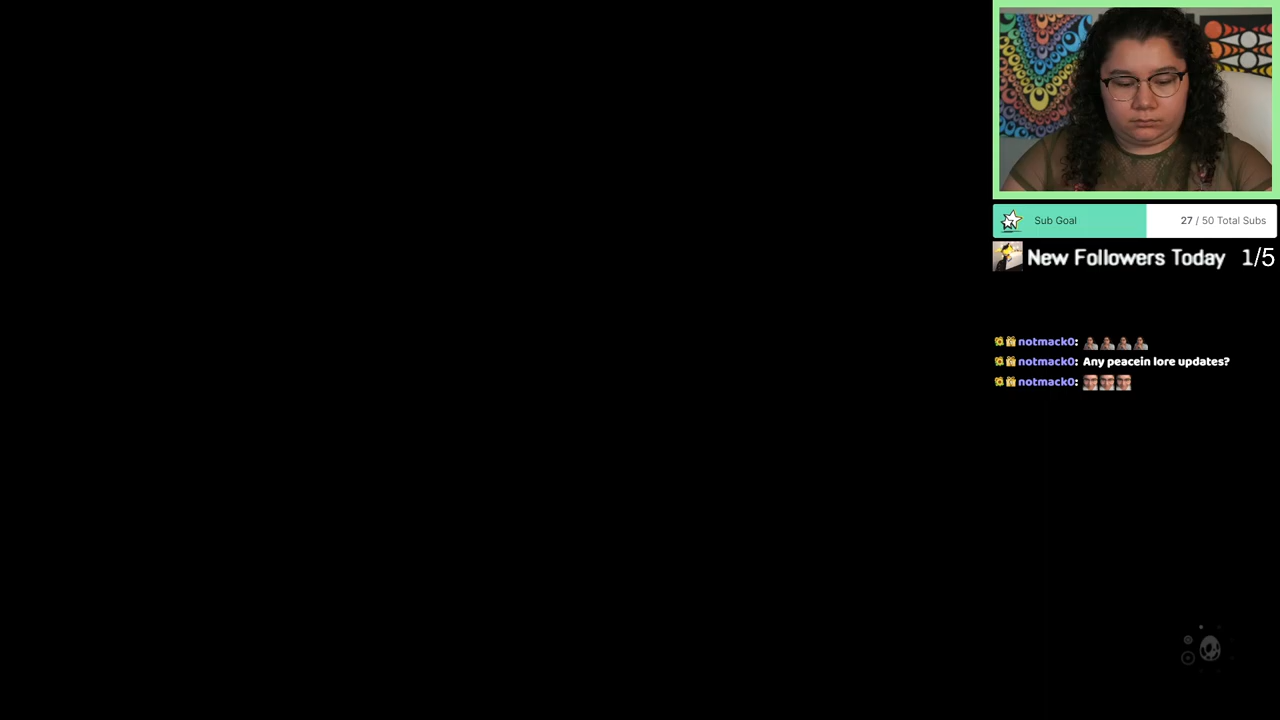 Sub Goal 27 / 50 Total Subs
New Followers Today 1/5
notmack0:
notmack0: Any peacein lore updates?
notmack0: